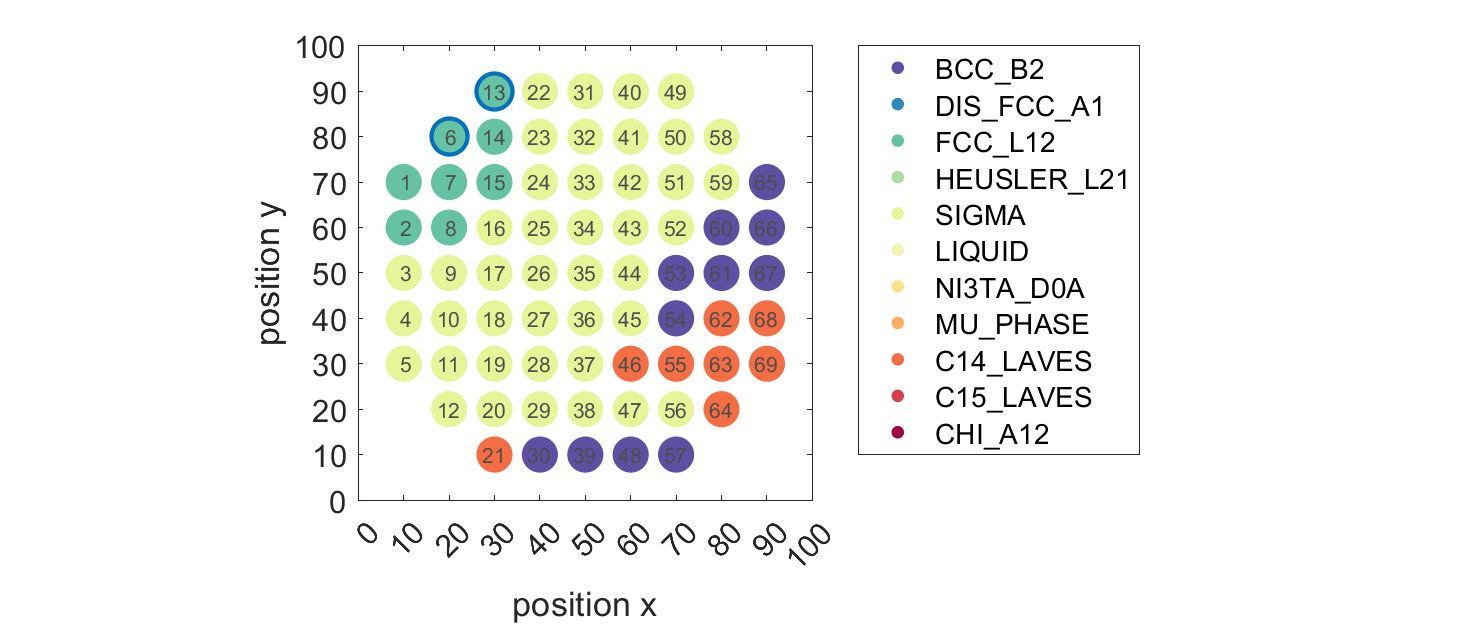 100
90 13 22 31 40 49
80 6 14 23 32 41 50 58
70 1 7 15 24 33 42 51 59 65
60 2 8 16 25 34 43 52 60 66
50 3 9 17 26 35 44 53 61 67
40 4 10 18 27 36 45 54 62 68
30 5 11 19 28 37 46 55 63 69
20 12 20 29 38 47 56 64
10 21 30 39 48 57
0
0 10 20 30 40 50 60 70 80 90 100
position x
position y
BCC_B2
DIS_FCC_A1
FCC_L12
HEUSLER_L21
SIGMA
LIQUID
NI3TA_D0A
MU_PHASE
C14_LAVES
C15_LAVES
CHI_A12